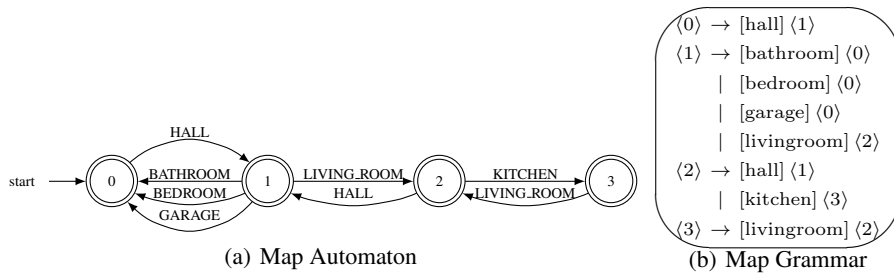 HALL
start
0
BATHROOM
BEDROOM
GARAGE
1
LIVING_ROOM
HALL
2
KITCHEN
LIVING_ROOM
3
(a) Map Automaton
⟨0⟩ → [hall] ⟨1⟩
⟨1⟩ → [bathroom] ⟨0⟩
| [bedroom] ⟨0⟩
| [garage] ⟨0⟩
| [livingroom] ⟨2⟩
⟨2⟩ → [hall] ⟨1⟩
| [kitchen] ⟨3⟩
⟨3⟩ → [livingroom] ⟨2⟩
(b) Map Grammar